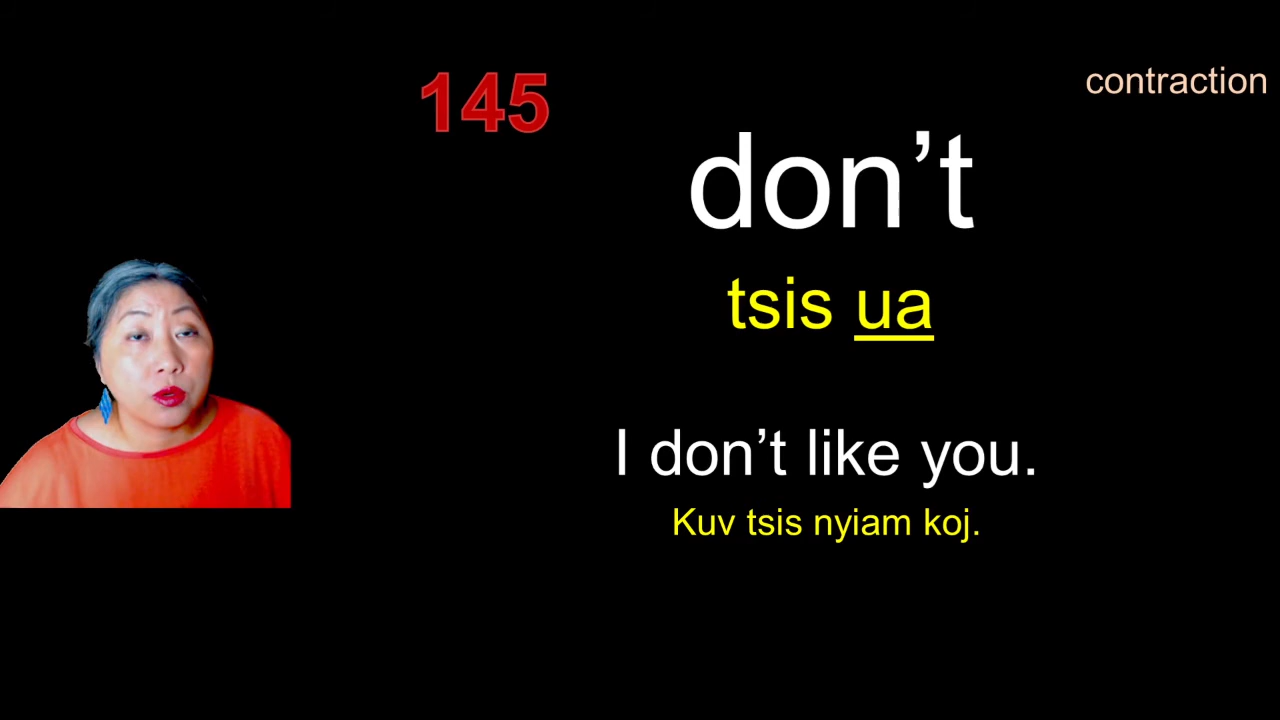 145
contraction
don’t
tsis ua
I don’t like you.
Kuv tsis nyiam koj.